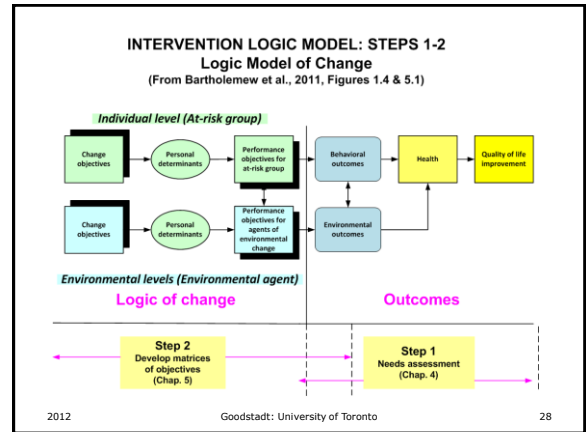 INTERVENTION LOGIC MODEL: STEPS 1-2
Logic Model of Change
(From Bartholemew et al., 2011, Figures 1.4 & 5.1)
Individual level (At-risk group)
Change
objectives
Personal
determinants
Performance
objectives for
at-risk group
Behavioral
outcomes
Health
Quality of life
improvement
Change
objectives
Personal
determinants
Performance
objectives for
agents of
environmental
change
Environmental
outcomes
Environmental levels (Environmental agent)
Logic of change
Outcomes
Step 2
Develop matrices
of objectives
(Chap. 5)
Step 1
Needs assessment
(Chap. 4)
2012
Goodstadt: University of Toronto
28